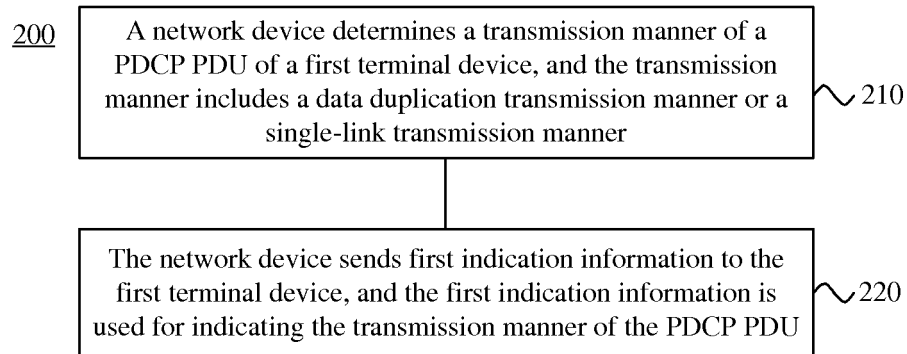 200
A network device determines a transmission manner of a
PDCP PDU of a first terminal device, and the transmission
manner includes a data duplication transmission manner or a
single-link transmission manner
210
The network device sends first indication information to the
first terminal device, and the first indication information is
used for indicating the transmission manner of the PDCP PDU
220